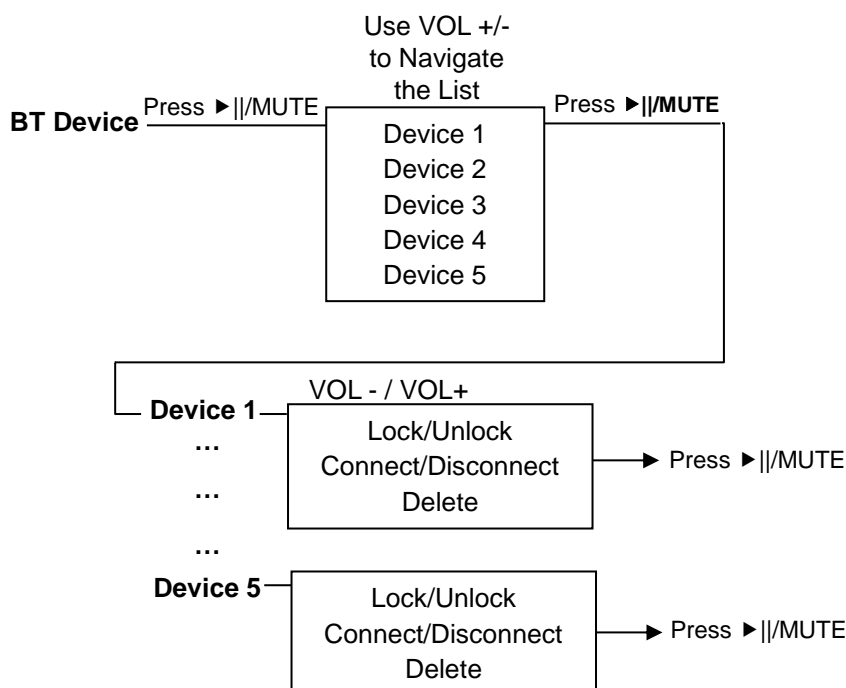 Use VOL +/-
to Navigate
the List
BT Device
Press ►||/MUTE
Press ►||/MUTE
Device 1
Device 2
Device 3
Device 4
Device 5
VOL - / VOL+
Device 1
Lock/Unlock
Connect/Disconnect
Delete
Press ►||/MUTE
...
...
...
Device 5
Lock/Unlock
Connect/Disconnect
Delete
Press ►||/MUTE